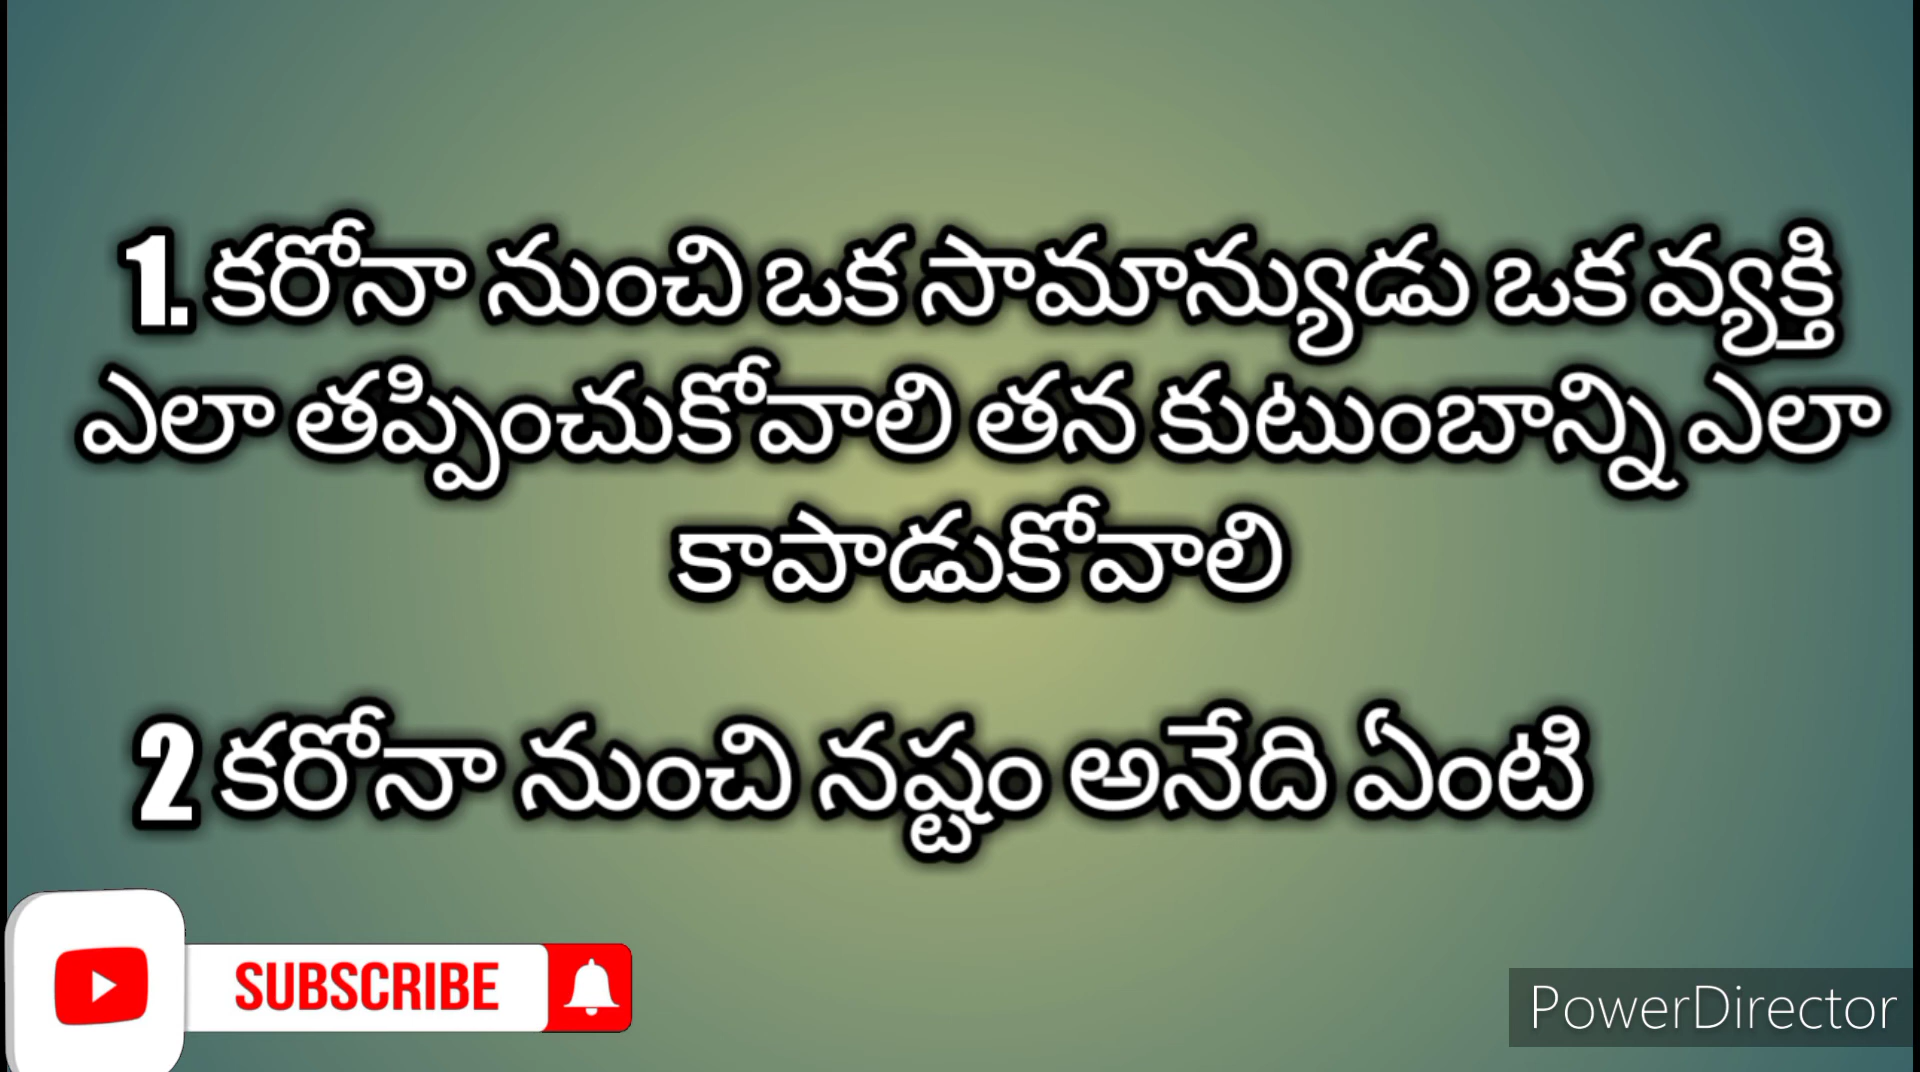 1. కరోనా నుంచి ఒక సామాన్యుడు ఒక వ్యక్తి
ఎలా తప్పించుకోవాలి తన కుటుంబాన్ని ఎలా
కాపాడుకోవాలి
2 కరోనా నుంచి నష్టం అనేది ఏంటి
SUBSCRIBE
PowerDirector